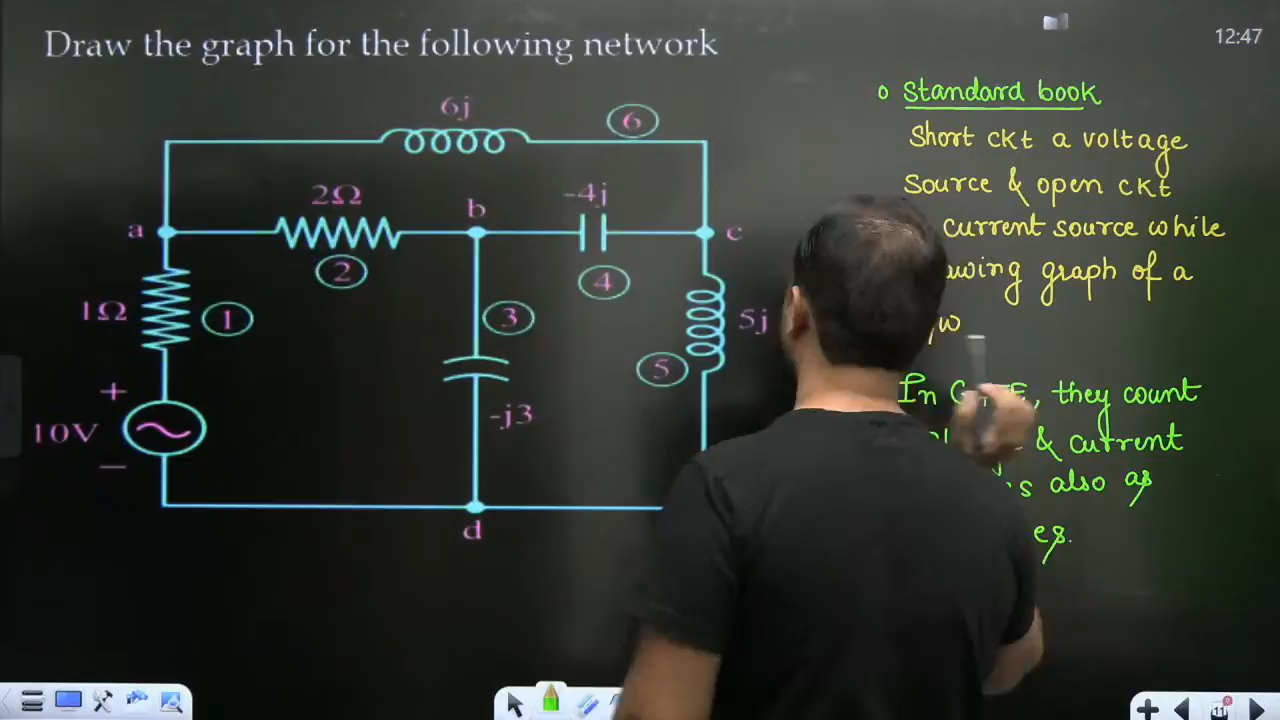 Draw the graph for the following network
12:47
6j
6
2Ω
-4j
a
b
c
2
4
1Ω
1
3
5j
5
+
10V
-j3
−
d
o Standard book
Short ckt a voltage
source & open ckt
current source while
graph of a
In they count
& current
also as